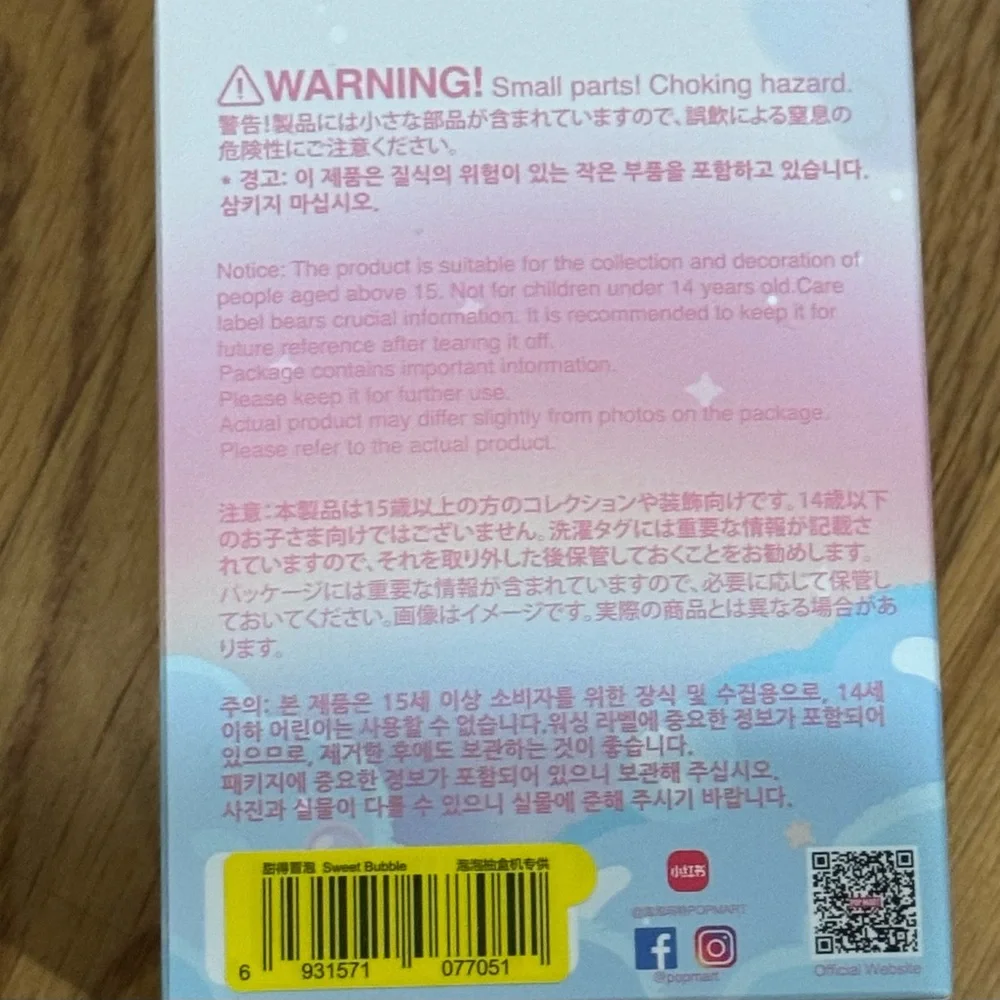 WARNING! Small parts! Choking hazard.
警告!製品には小さな部品が含まれていますので、誤飲による窒息の
危険性にご注意ください。
* 경고: 이 제품은 질식의 위험이 있는 작은 부품을 포함하고 있습니다.
삼키지 마십시오.
Notice: The product is suitable for the collection and decoration of
people aged above 15. Not for children under 14 years old.Care
label bears crucial information. It is recommended to keep it for
future reference after tearing it off.
Package contains important information.
Please keep it for further use.
Actual product may differ slightly from photos on the package.
Please refer to the actual product.
注意:本製品は15歳以上の方のコレクションや装飾向けです。14歳以下
のお子さま向けではございません。洗濯タグには重要な情報が記載さ
れていますので、それを取り外した後保管しておくことをお勧めします。
パッケージには重要な情報が含まれていますので、必要に応じて保管し
ておいてください。画像はイメージです。実際の商品とは異なる場合があ
ります。
주의: 본 제품은 15세 이상 소비자를 위한 장식 및 수집용으로, 14세
이하 어린이는 사용할 수 없습니다.워싱 라벨에 중요한 정보가 포함되어
있으므로, 제거한 후에도 보관하는 것이 좋습니다.
패키지에 중요한 정보가 포함되어 있으니 보관해 주십시오.
사진과 실물이 다를 수 있으니 실물에 준해 주시기 바랍니다.
甜得冒泡 Sweet Bubble 泡泡抽盒机专供
6 931571 077051
小红书
@泡泡玛特POPMART
@popmart
POP MART
Official Website